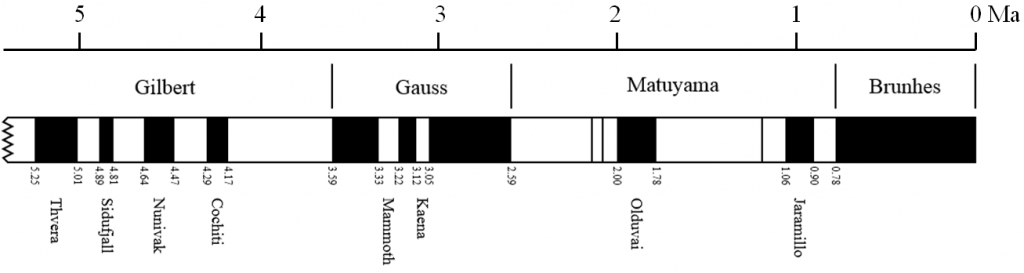 5 4 3 2 1 0 Ma
Gilbert Gauss Matuyama Brunhes
5.25 5.01 4.89 4.81 4.64 4.47 4.29 4.17 3.59 3.33 3.22 3.12 3.05 2.59 2.00 1.78 1.06 0.90 0.78
Thvera Sidufjall Nunivak Cochiti Mammoth Kaena Olduvai Jaramillo